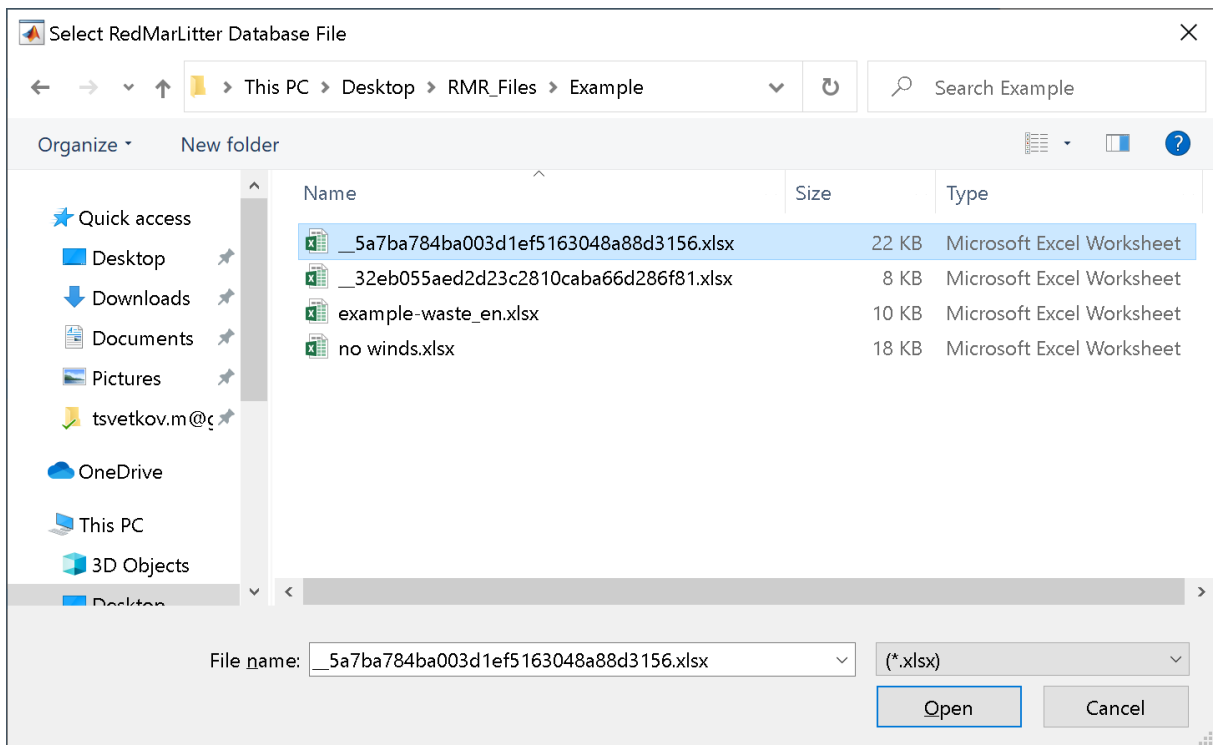 Select RedMarLitter Database File
This PC > Desktop > RMR_Files > Example
Search Example
Organize
New folder
Name Size Type
Quick access
Desktop
Downloads
Documents
Pictures
tsvetkov.m@
OneDrive
This PC
3D Objects
Desktop
__5a7ba784ba003d1ef5163048a88d3156.xlsx 22 KB Microsoft Excel Worksheet
__32eb055aed2d23c2810caba66d286f81.xlsx 8 KB Microsoft Excel Worksheet
example-waste_en.xlsx 10 KB Microsoft Excel Worksheet
no winds.xlsx 18 KB Microsoft Excel Worksheet
File name: __5a7ba784ba003d1ef5163048a88d3156.xlsx (*.xlsx)
Open Cancel